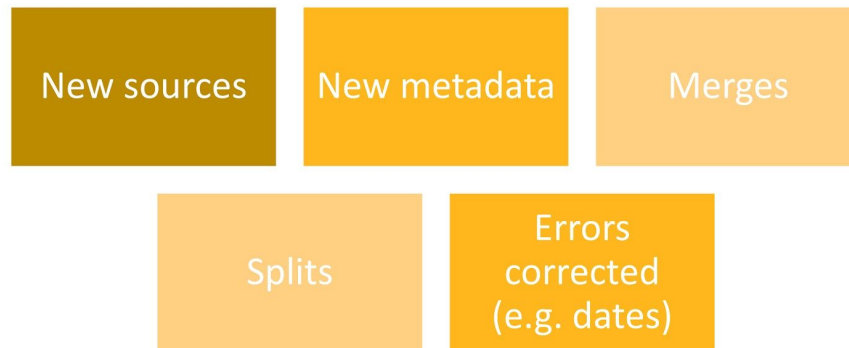 New sources
New metadata
Merges
Splits
Errors
corrected
(e.g. dates)